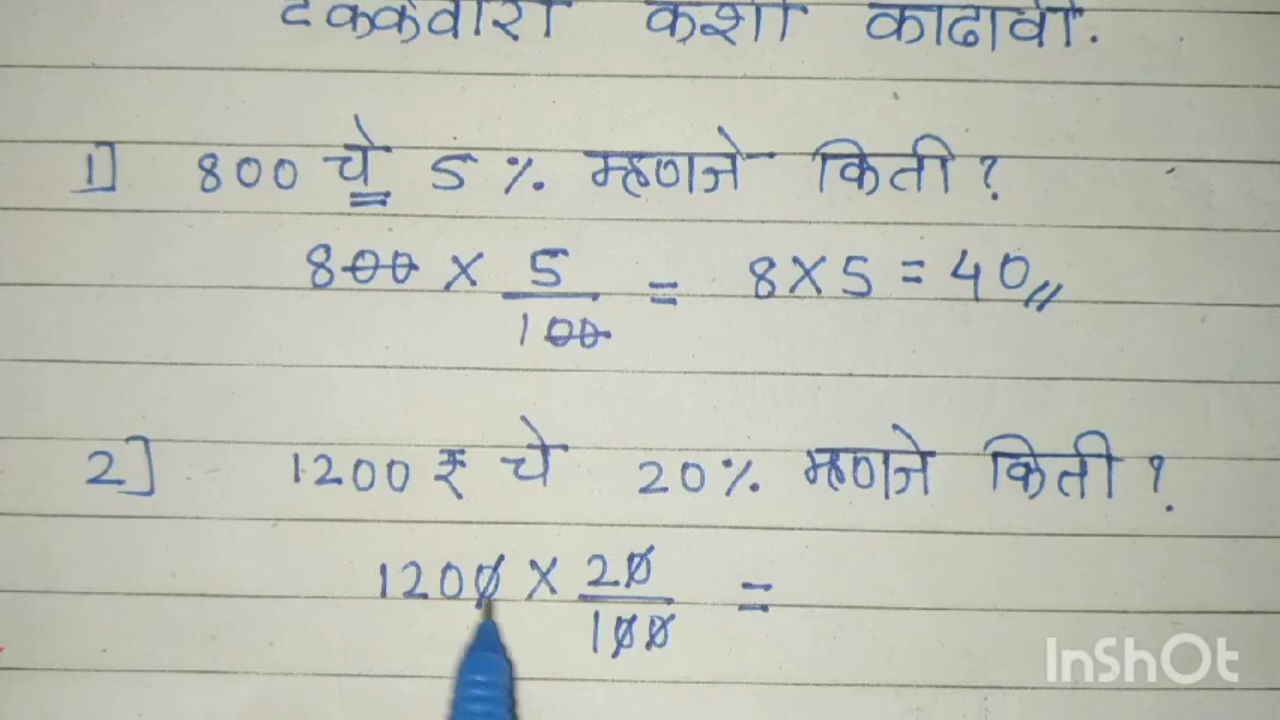 टक्केवारी कशी काढावी.
1] 800 चे 5% म्हणजे किती?
800 × 5/100 = 8×5 = 40
2] 1200 ₹ चे 20% म्हणजे किती?
1200 × 20/100 =
InShOt